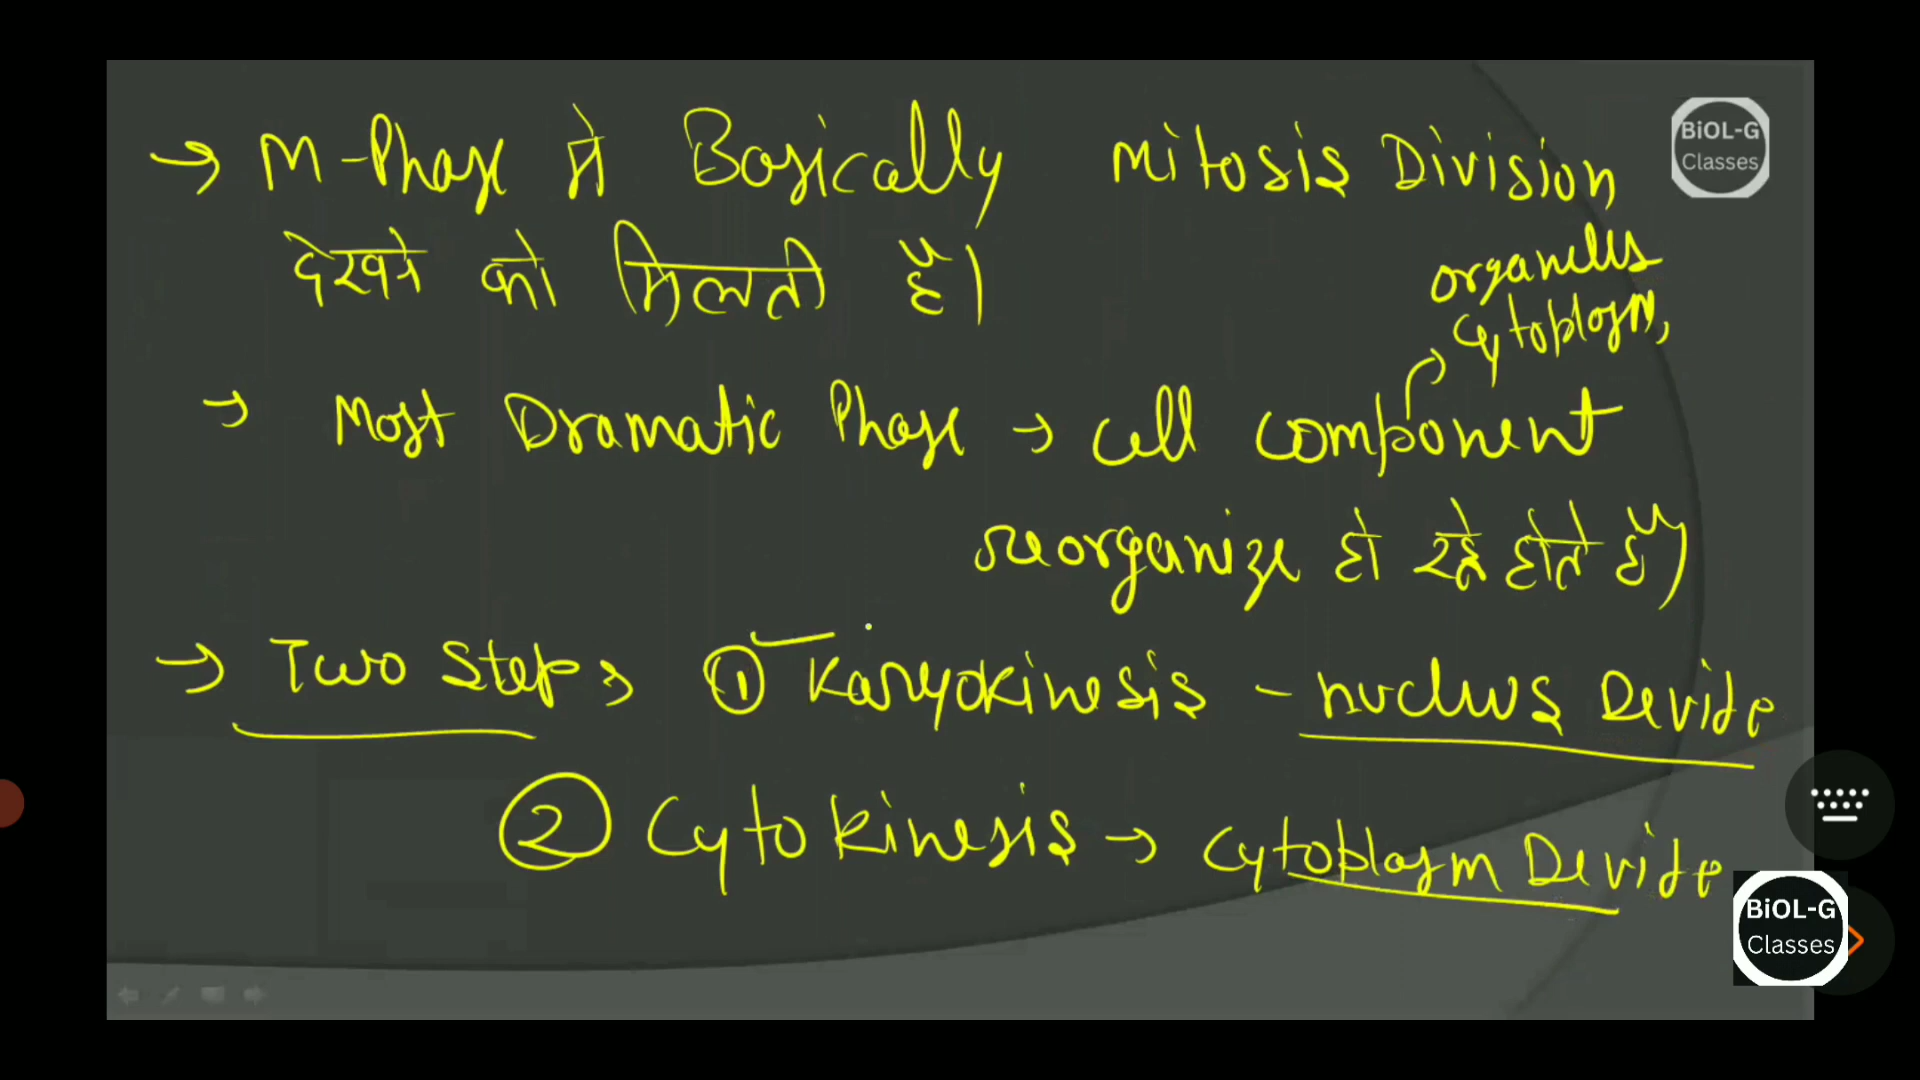 → M-Phase में Basically mitosis Division
BiOL-G
Classes
देखने को मिलती है।
organelles
cytoplasm,
→ Most Dramatic Phase → cell component
reorganize हो रहे होते हैं।
→ Two Steps ① Karyokinesis - nucleus Devide
② Cytokinesis → cytoplasm Devide
BiOL-G
Classes